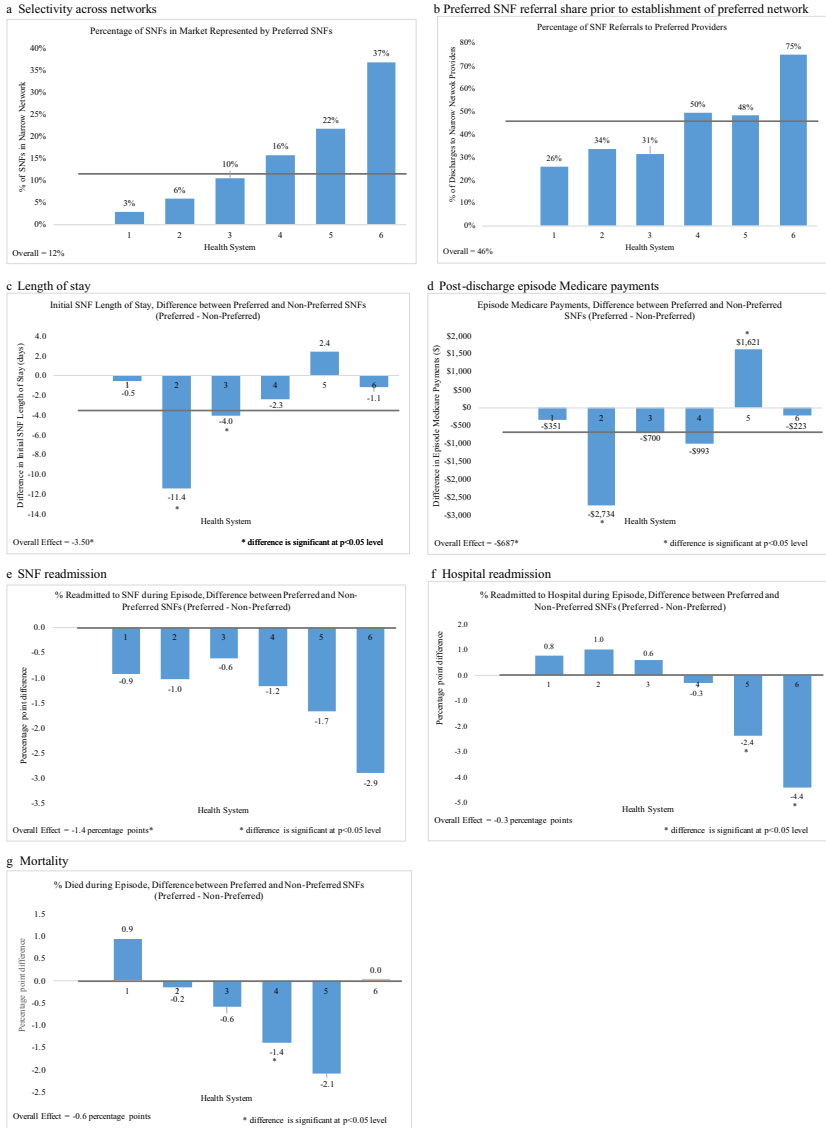 a Selectivity across networks
Percentage of SNFs in Market Represented by Preferred SNFs
% of SNFs in Narrow Network
40%
35%
30%
25%
20%
15%
10%
5%
0%
3%
6%
10%
16%
22%
37%
1 2 3 4 5 6
Health System
Overall = 12%
b Preferred SNF referral share prior to establishment of preferred network
Percentage of SNF Referrals to Preferred Providers
% of Discharges to Narrow Netwok Providers
80%
70%
60%
50%
40%
30%
20%
10%
0%
26%
34%
31%
50%
48%
75%
1 2 3 4 5 6
Health System
Overall = 46%
c Length of stay
Initial SNF Length of Stay, Difference between Preferred and Non-Preferred SNFs
(Preferred - Non-Preferred)
Difference in Initial SNF Length of Stay (days)
4.0
2.0
0.0
-2.0
-4.0
-6.0
-8.0
-10.0
-12.0
-14.0
1 2 3 4 5 6
-0.5
-11.4
*
-4.0
*
-2.3
2.4
-1.1
Health System
Overall Effect = -3.50*
* difference is significant at p<0.05 level
d Post-discharge episode Medicare payments
Episode Medicare Payments, Difference between Preferred and Non-Preferred
SNFs (Preferred - Non-Preferred)
Difference in Episode Medicare Payments ($)
$2,000
$1,500
$1,000
$500
$0
-$500
-$1,000
-$1,500
-$2,000
-$2,500
-$3,000
1 2 3 4 5 6
-$351
-$2,734
*
-$700
-$993
*
$1,621
-$223
Health System
Overall Effect = -$687*
* difference is significant at p<0.05 level
e SNF readmission
% Readmitted to SNF during Episode, Difference between Preferred and Non-
Preferred SNFs (Preferred - Non-Preferred)
Percentage point difference
0.0
-0.5
-1.0
-1.5
-2.0
-2.5
-3.0
-3.5
1 2 3 4 5 6
-0.9
-1.0
-0.6
-1.2
-1.7
-2.9
Health System
Overall Effect = -1.4 percentage points*
* difference is significant at p<0.05 level
f Hospital readmission
% Readmitted to Hospital during Episode, Difference between Preferred and
Non-Preferred SNFs (Preferred - Non-Preferred)
Percentage point difference
2.0
1.0
0.0
-1.0
-2.0
-3.0
-4.0
-5.0
0.8
1.0
0.6
1 2 3 4 5 6
-0.3
-2.4
*
-4.4
*
Health System
Overall Effect = -0.3 percentage points
* difference is significant at p<0.05 level
g Mortality
% Died during Episode, Difference between Preferred and Non-Preferred SNFs
(Preferred - Non-Preferred)
Percentage point difference
1.5
1.0
0.5
0.0
-0.5
-1.0
-1.5
-2.0
-2.5
0.9
0.0
1 2 3 4 5 6
-0.2
-0.6
-1.4
*
-2.1
Health System
Overall Effect = -0.6 percentage points
* difference is significant at p<0.05 level